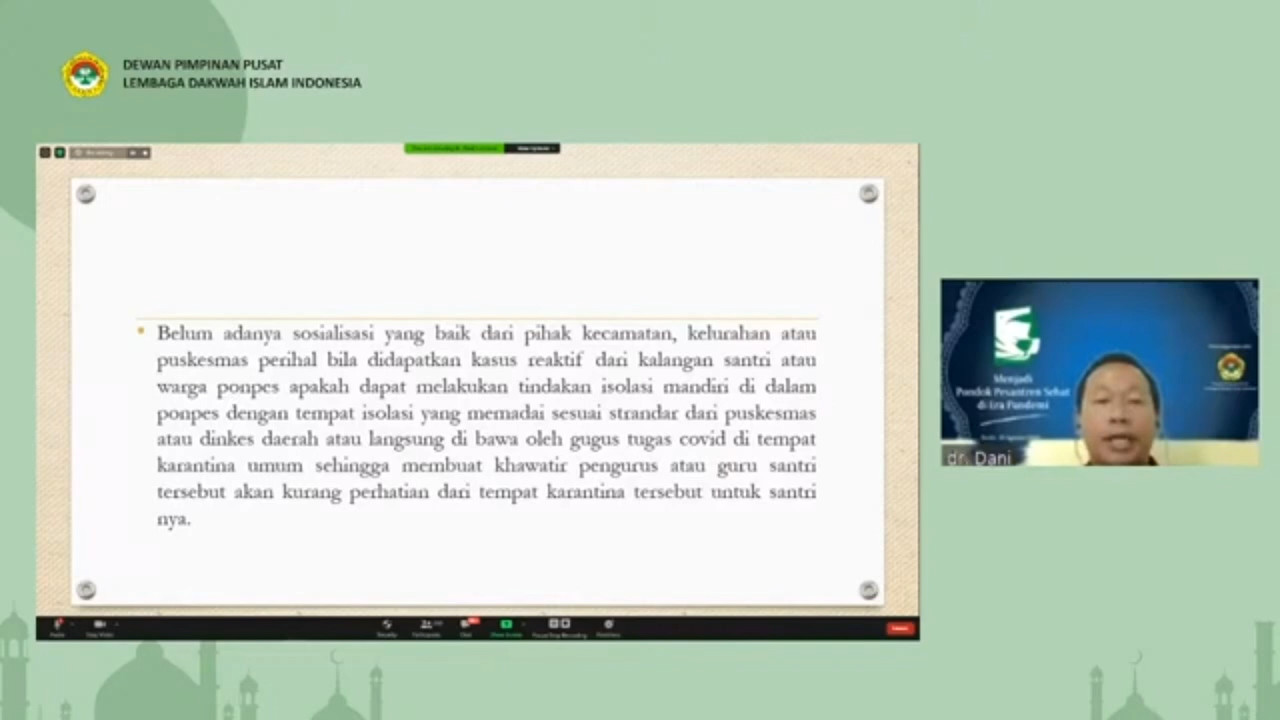 DEWAN PIMPINAN PUSAT
LEMBAGA DAKWAH ISLAM INDONESIA
Belum adanya sosialisasi yang baik dari pihak kecamatan, kelurahan atau
puskesmas perihal bila didapatkan kasus reaktif dari kalangan santri atau
warga ponpes apakah dapat melakukan tindakan isolasi mandiri di dalam
ponpes dengan tempat isolasi yang memadai sesuai strandar dari puskesmas
atau dinkes daerah atau langsung di bawa oleh gugus tugas covid di tempat
karantina umum sehingga membuat khawatir pengurus atau guru santri
tersebut akan kurang perhatian dari tempat karantina tersebut untuk santri
nya.
Menjadi
Pondok Pesantren Sehat
di Era Pandemi
dr. Dani